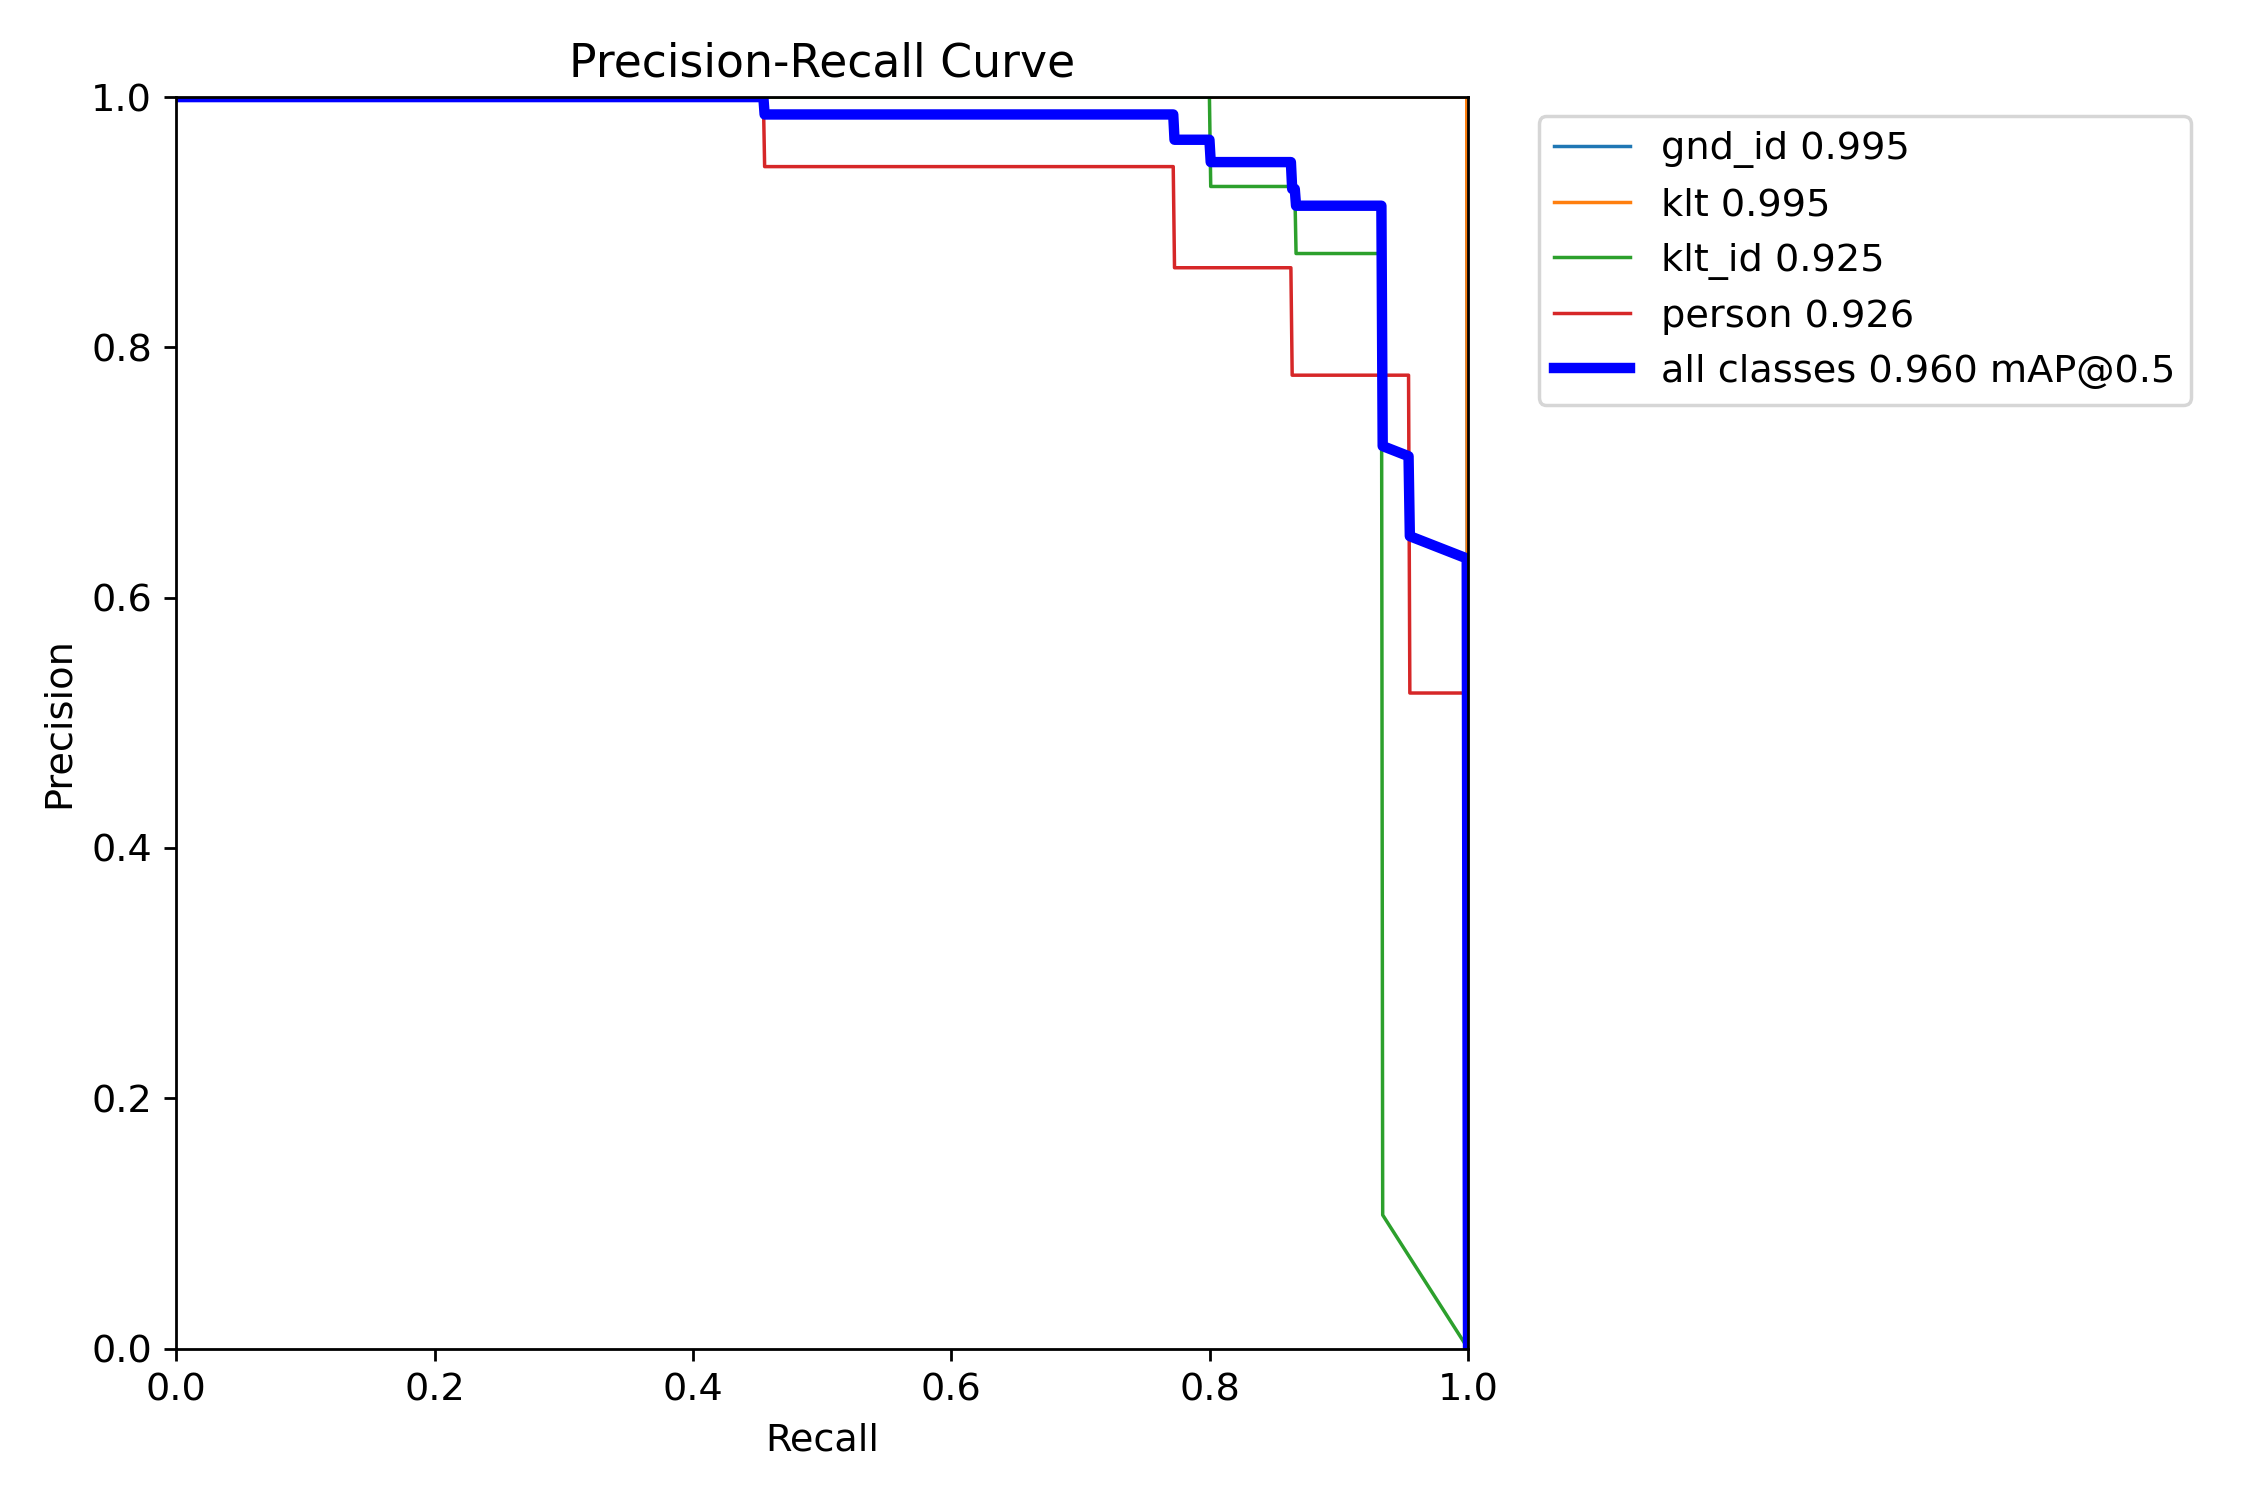 Precision-Recall Curve
1.0
0.8
0.6
0.4
0.2
0.0
Precision
0.0 0.2 0.4 0.6 0.8 1.0
Recall
gnd_id 0.995
klt 0.995
klt_id 0.925
person 0.926
all classes 0.960 mAP@0.5